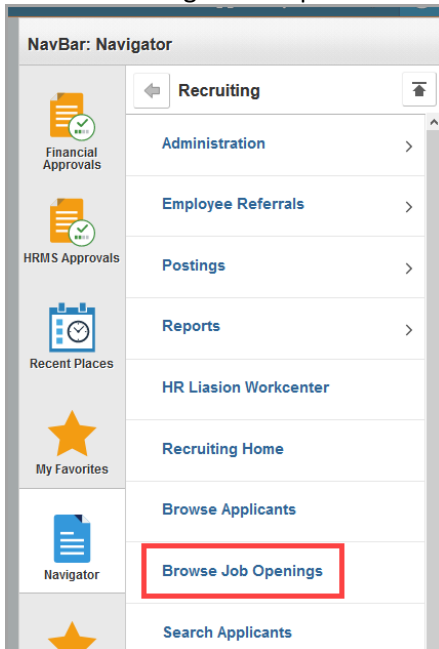 NavBar: Navigator
Recruiting
Financial
Approvals
HRMS Approvals
Recent Places
My Favorites
Navigator
Administration
Employee Referrals
Postings
Reports
HR Liasion Workcenter
Recruiting Home
Browse Applicants
Browse Job Openings
Search Applicants